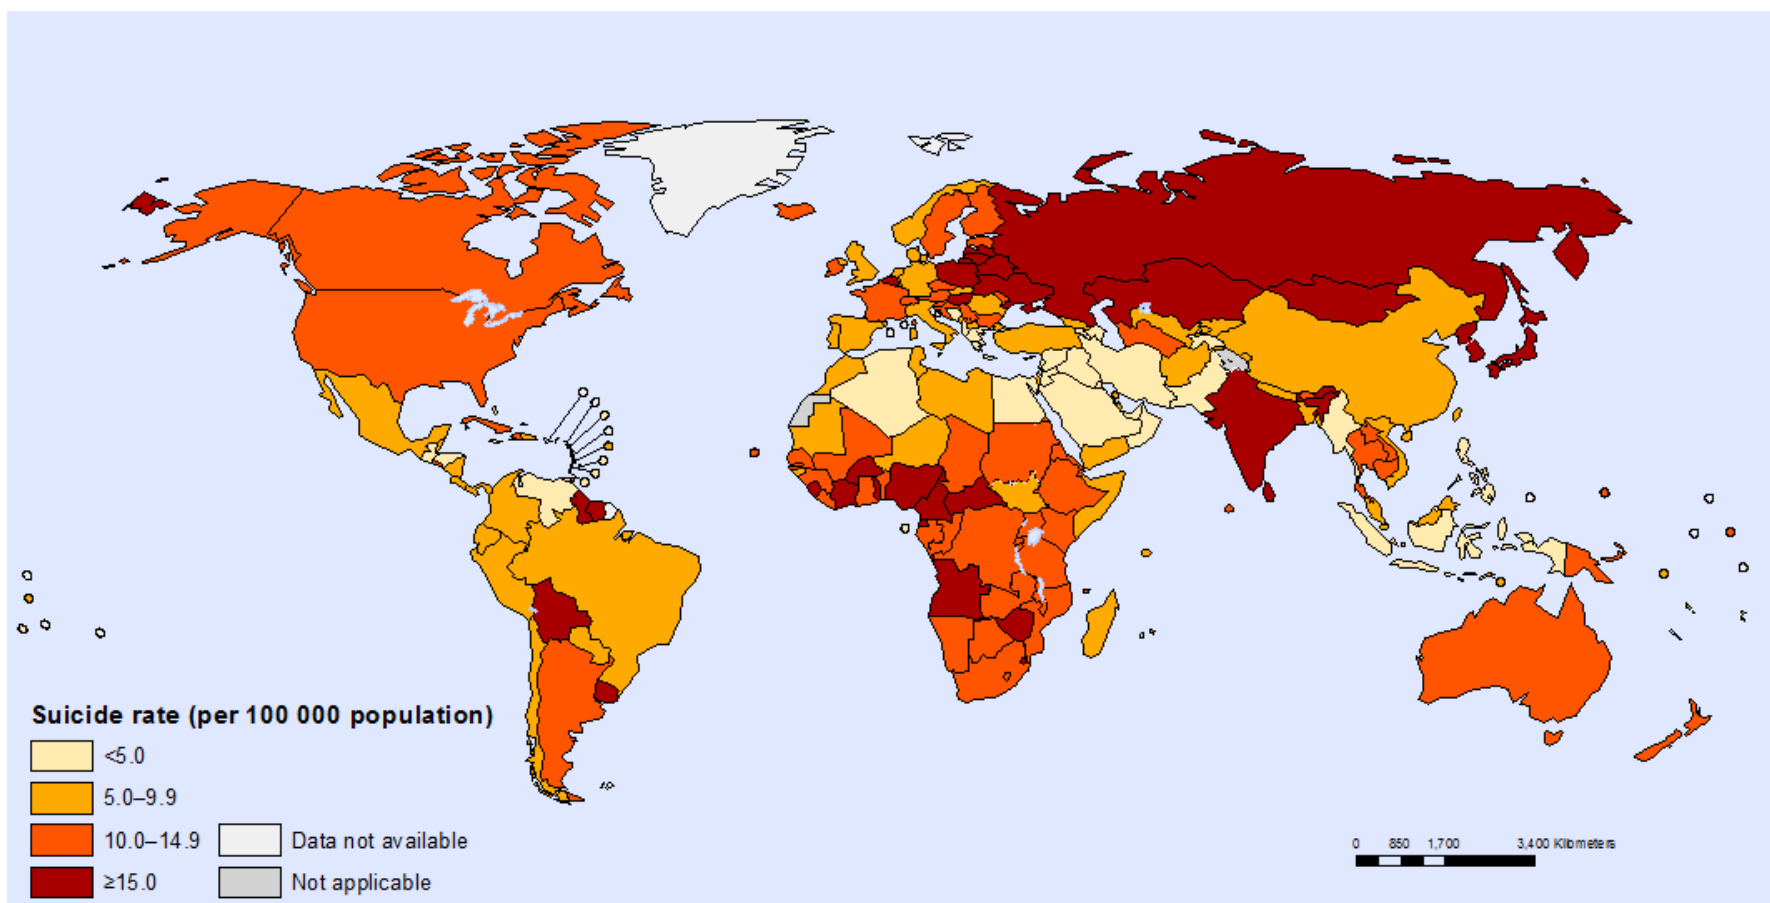 Suicide rate (per 100 000 population)
<5.0
5.0–9.9
10.0–14.9 Data not available
≥15.0 Not applicable
0 850 1,700 3,400 Kilometers